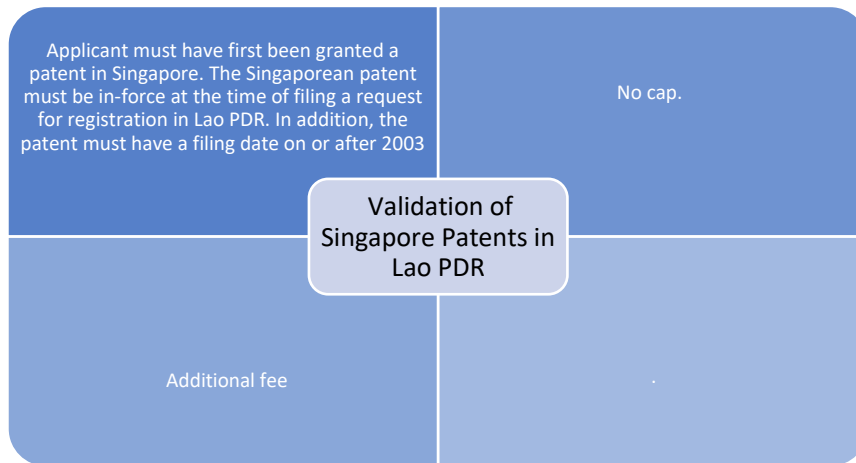 Applicant must have first been granted a
patent in Singapore. The Singaporean patent
must be in-force at the time of filing a request
for registration in Lao PDR. In addition, the
patent must have a filing date on or after 2003
No cap.
Validation of
Singapore Patents in
Lao PDR
Additional fee
.